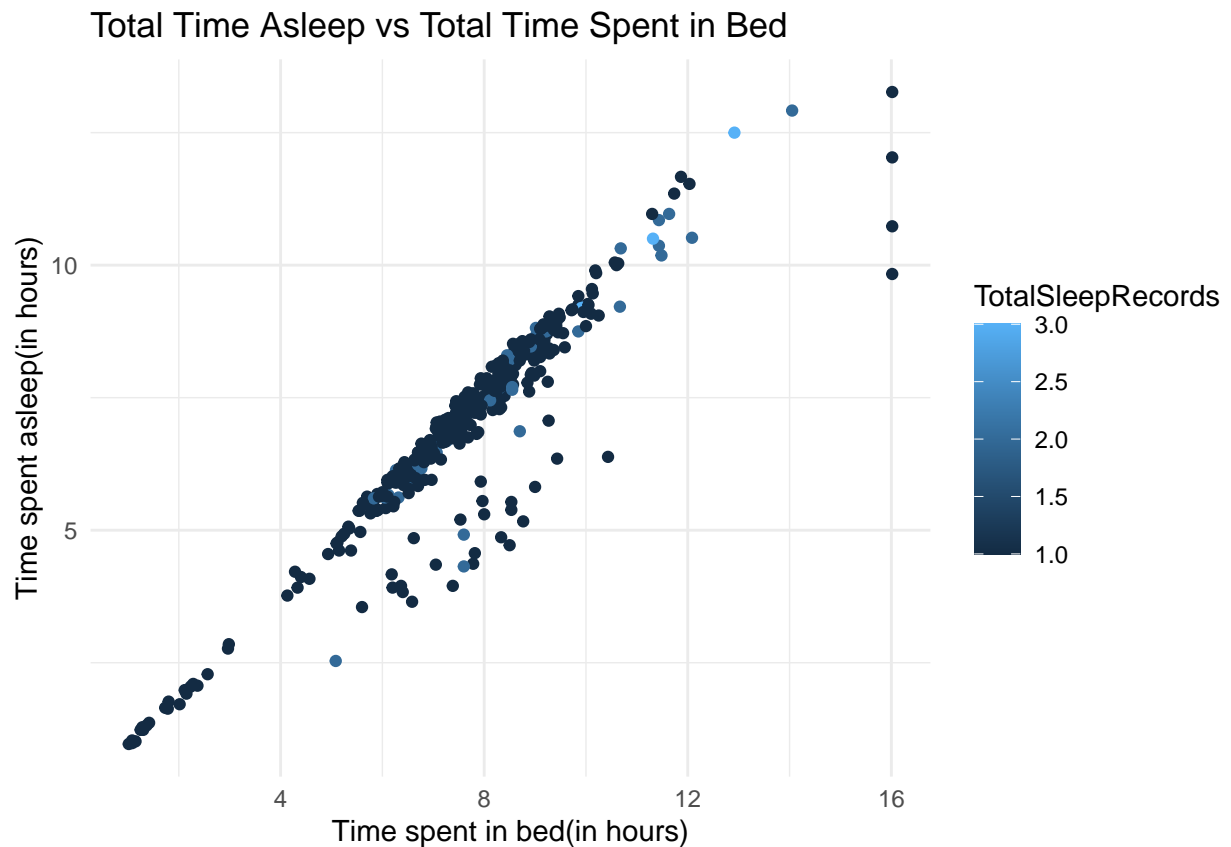 Total Time Asleep vs Total Time Spent in Bed
Time spent asleep(in hours)
10
5
4
8
12
16
Time spent in bed(in hours)
TotalSleepRecords
3.0
2.5
2.0
1.5
1.0